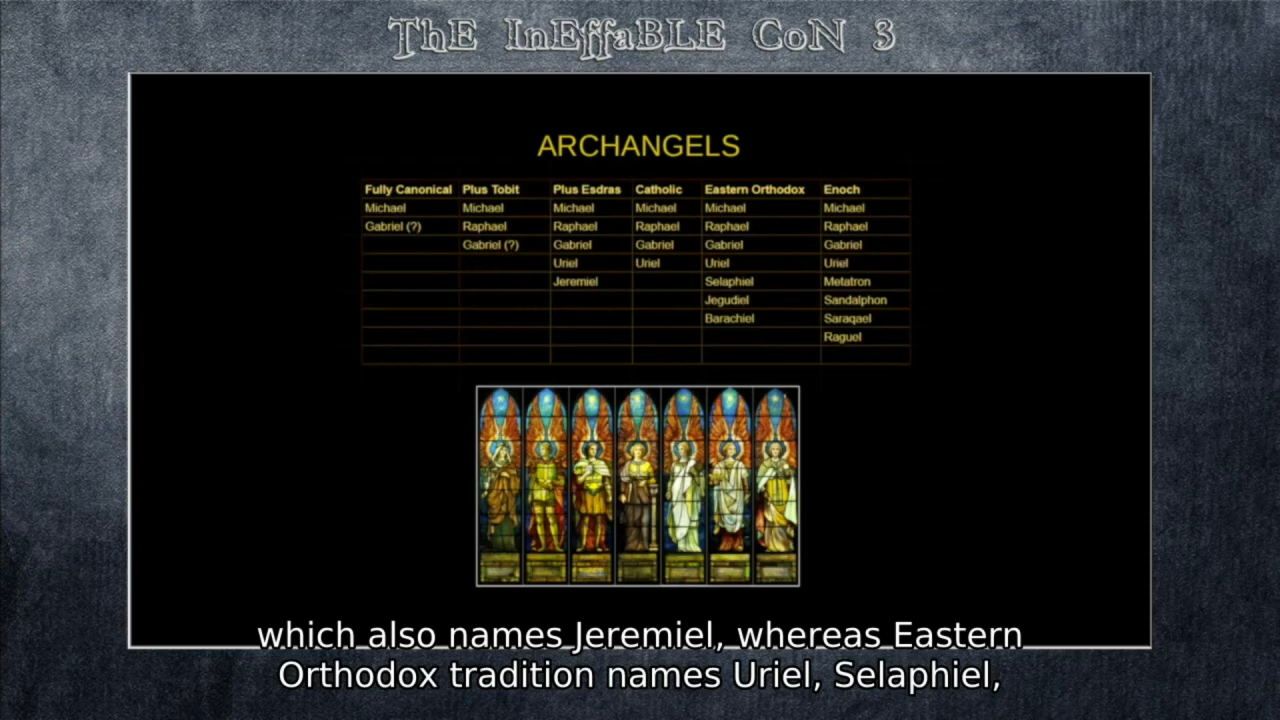 ThE InEffaBLE CoN 3
ARCHANGELS
Fully Canonical Plus Tobit Plus Esdras Catholic Eastern Orthodox Enoch
Michael Michael Michael Michael Michael Michael
Gabriel (?) Raphael Raphael Raphael Raphael Raphael
Gabriel (?) Gabriel Gabriel Gabriel Gabriel
Uriel Uriel Uriel Uriel
Jeremiel Selaphiel Metatron
Jegudiel Sandalphon
Barachiel Saraqael
Raguel
which also names Jeremiel, whereas Eastern
Orthodox tradition names Uriel, Selaphiel,